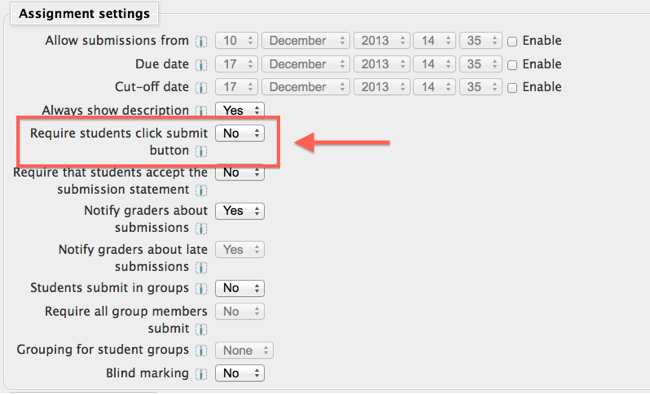 Assignment settings
Allow submissions from 10 December 2013 14 35 Enable
Due date 17 December 2013 14 35 Enable
Cut-off date 17 December 2013 14 35 Enable
Always show description Yes
Require students click submit No
button
Require that students accept the No
submission statement
Notify graders about Yes
submissions
Notify graders about late Yes
submissions
Students submit in groups No
Require all group members No
submit
Grouping for student groups None
Blind marking No